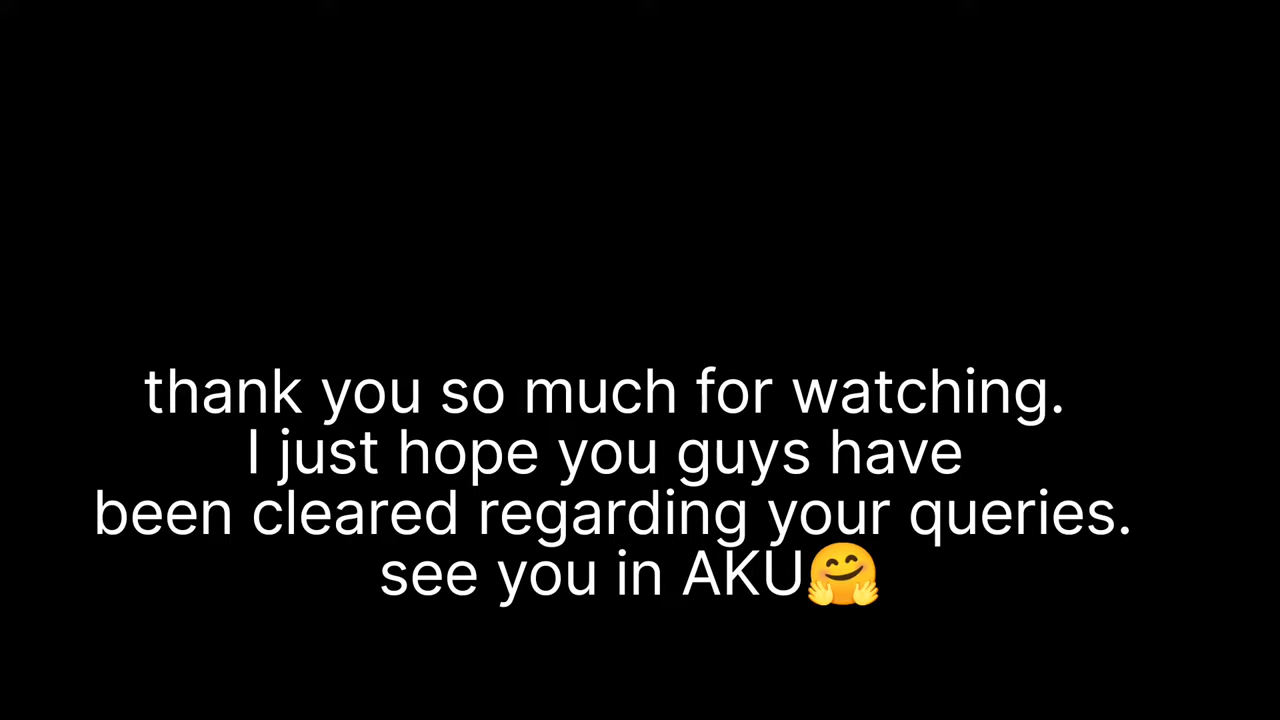 thank you so much for watching.
I just hope you guys have
been cleared regarding your queries.
see you in AKU🤗